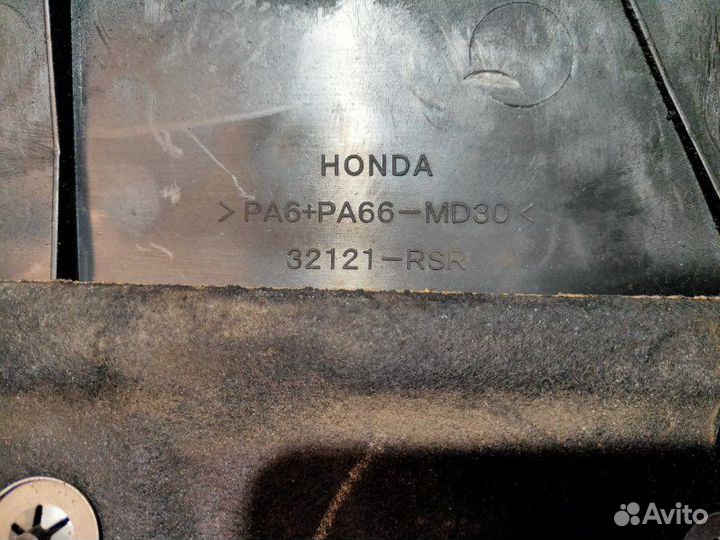 HONDA
>PA6+PA66-MD30<
32121-RSR
Avito